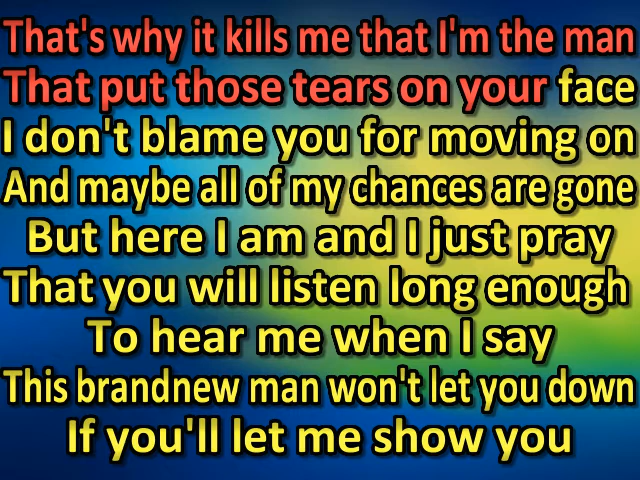 That's why it kills me that I'm the man
That put those tears on your face
I don't blame you for moving on
And maybe all of my chances are gone
But here I am and I just pray
That you will listen long enough
To hear me when I say
This brandnew man won't let you down
If you'll let me show you